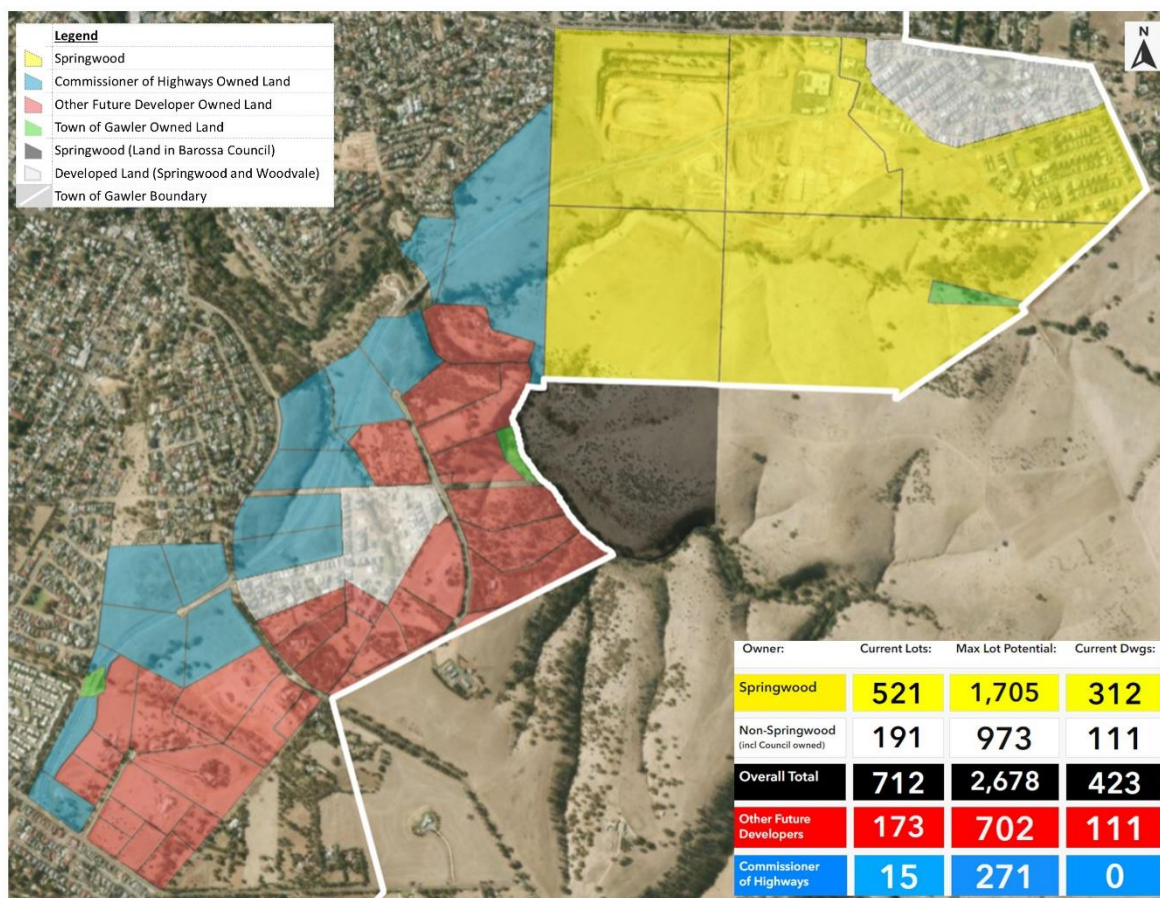 Legend
Springwood
Commissioner of Highways Owned Land
Other Future Developer Owned Land
Town of Gawler Owned Land
Springwood (Land in Barossa Council)
Developed Land (Springwood and Woodvale)
Town of Gawler Boundary
N
Owner: Current Lots: Max Lot Potential: Current Dwgs:
Springwood 521 1,705 312
Non-Springwood
(incl Council owned) 191 973 111
Overall Total 712 2,678 423
Other Future
Developers 173 702 111
Commissioner
of Highways 15 271 0